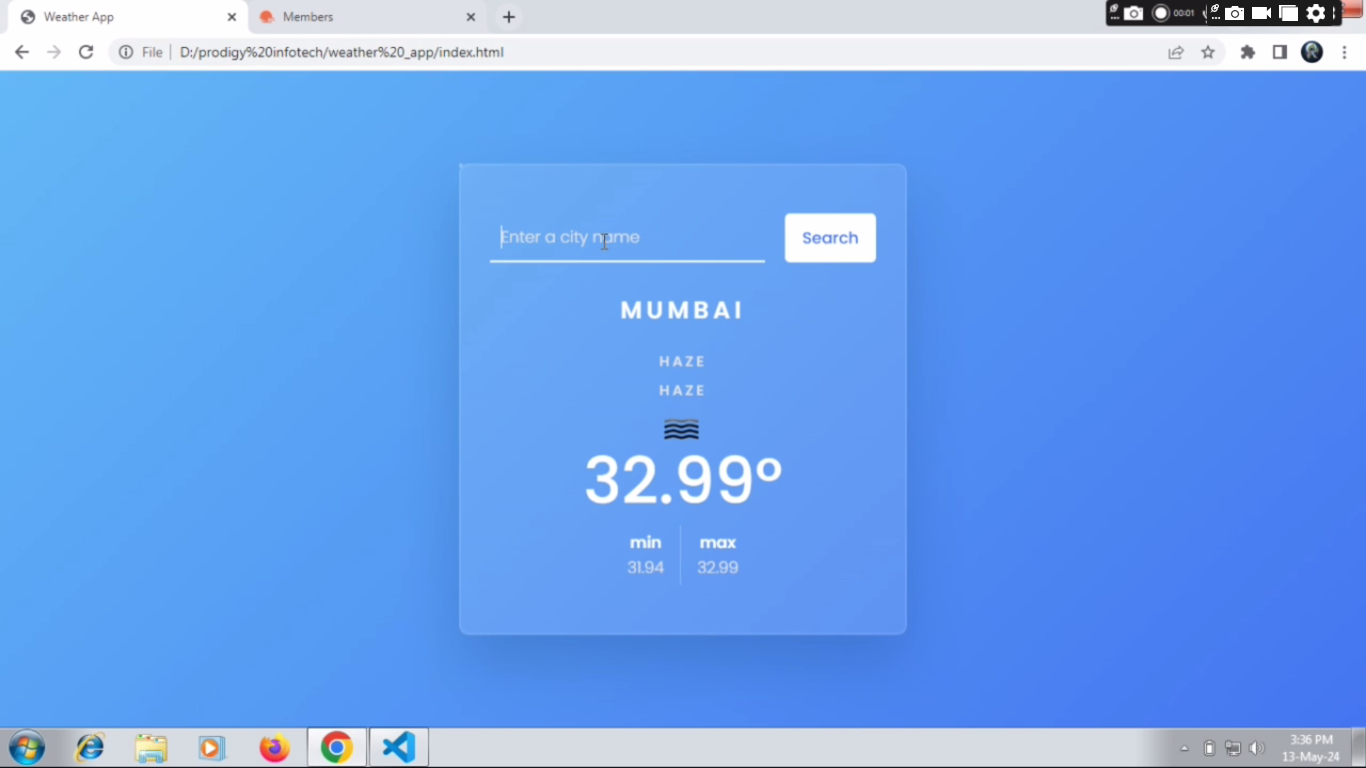 Weather App
Members
00:01
File
D:/prodigy%20infotech/weather%20_app/index.html
Enter a city name
Search
MUMBAI
HAZE
HAZE
32.99°
min
max
31.94
32.99
3:36 PM
13-May-24